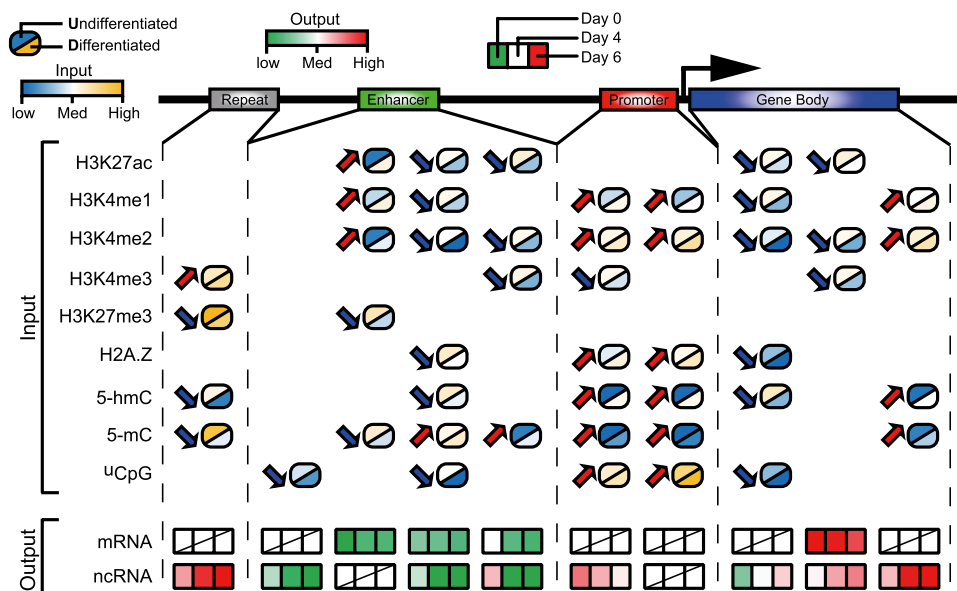 Undifferentiated
Differentiated
Input
low Med High
Output
low Med High
Day 0
Day 4
Day 6
Repeat Enhancer Promoter Gene Body
Input
H3K27ac
H3K4me1
H3K4me2
H3K4me3
H3K27me3
H2A.Z
5-hmC
5-mC
uCpG
Output
mRNA
ncRNA